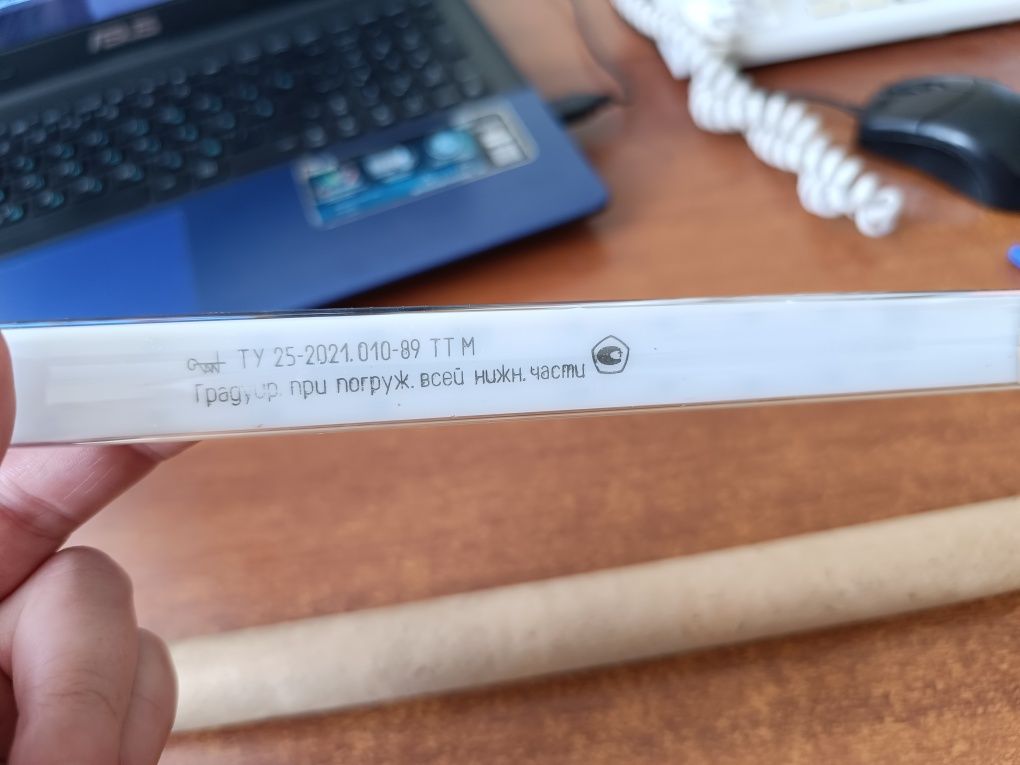 ASUS
ТУ 25-2021.010-89 ТТ М
Градуир. при погруж. всей нижн. части